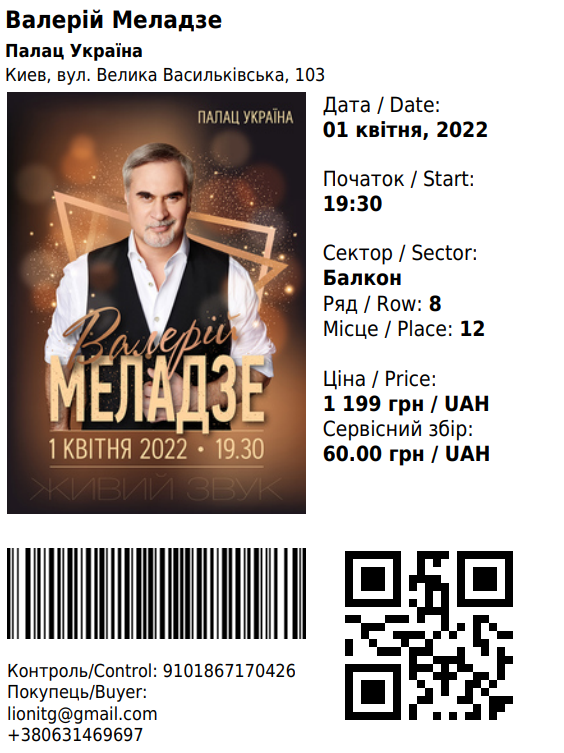 Валерій Меладзе
Палац Україна
Киев, вул. Велика Васильківська, 103
ПАЛАЦ УКРАЇНА
Валерій
МЕЛАДЗЕ
1 КВІТНЯ 2022 • 19.30
ЖИВИЙ ЗВУК
Дата / Date:
01 квітня, 2022
Початок / Start:
19:30
Сектор / Sector:
Балкон
Ряд / Row: 8
Місце / Place: 12
Ціна / Price:
1 199 грн / UAH
Сервісний збір:
60.00 грн / UAH
Контроль/Control: 9101867170426
Покупець/Buyer:
lionitg@gmail.com
+380631469697